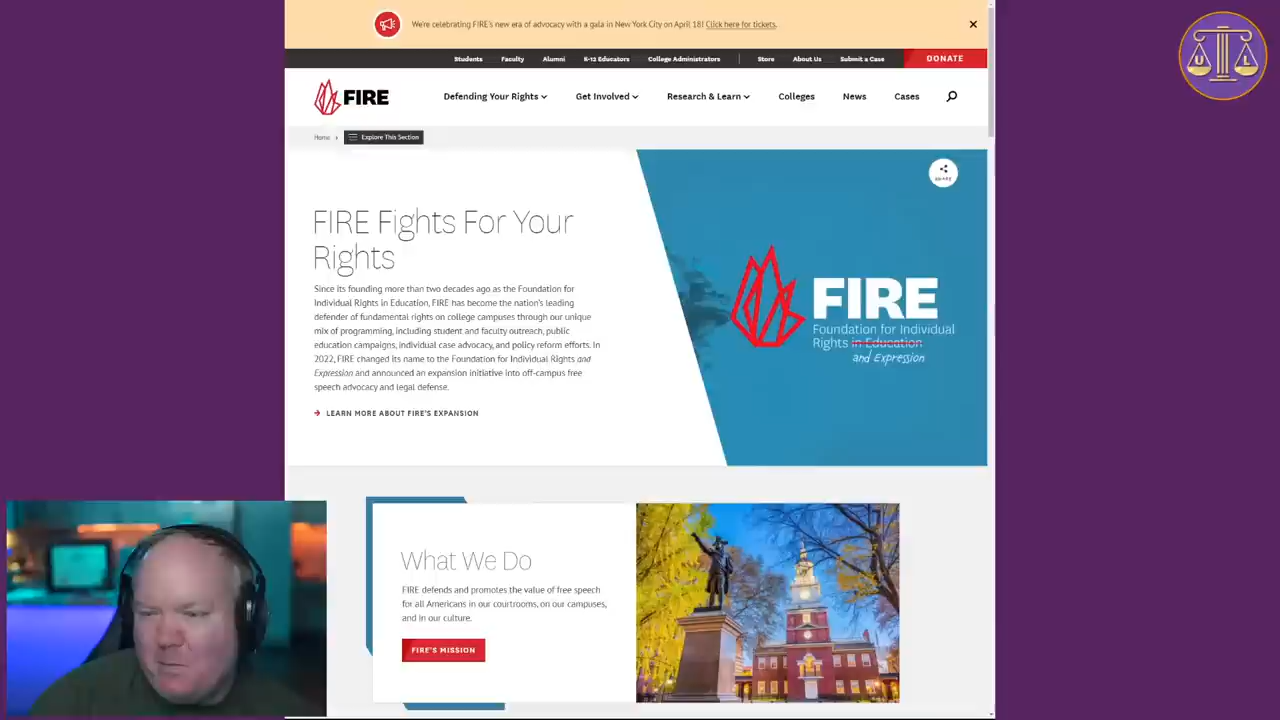 We're celebrating FIRE's new era of advocacy with a gala in New York City on April 18! Click here for tickets.
Students Faculty Alumni K-12 Educators College Administrators Store About Us Submit a Case DONATE
FIRE Defending Your Rights Get Involved Research & Learn Colleges News Cases
Home Explore This Section
SHARE
FIRE Fights For Your
Rights
Since its founding more than two decades ago as the Foundation for
Individual Rights in Education, FIRE has become the nation's leading
defender of fundamental rights on college campuses through our unique
mix of programming, including student and faculty outreach, public
education campaigns, individual case advocacy, and policy reform efforts. In
2022, FIRE changed its name to the Foundation for Individual Rights and
Expression and announced an expansion initiative into off-campus free
speech advocacy and legal defense.
LEARN MORE ABOUT FIRE'S EXPANSION
FIRE
Foundation for Individual
Rights in Education
and Expression
What We Do
FIRE defends and promotes the value of free speech
for all Americans in our courtrooms, on our campuses,
and in our culture.
FIRE'S MISSION
U L